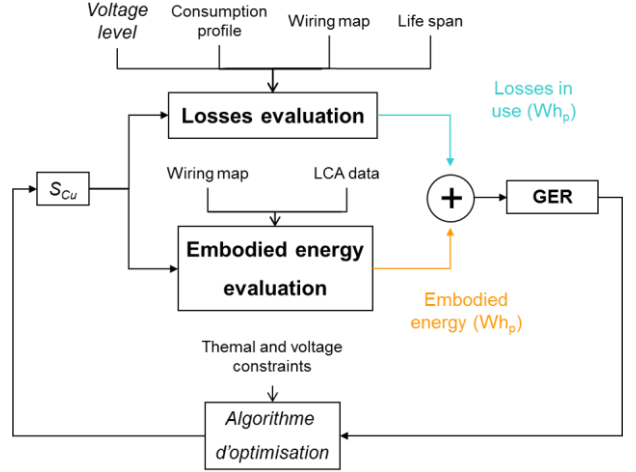 Voltage level
Consumption profile
Wiring map
Life span
Losses evaluation
Losses in
use (Whp)
Wiring map
LCA data
SCu
+
GER
Embodied energy
evaluation
Embodied
energy (Whp)
Themal and voltage
constraints
Algorithme
d'optimisation